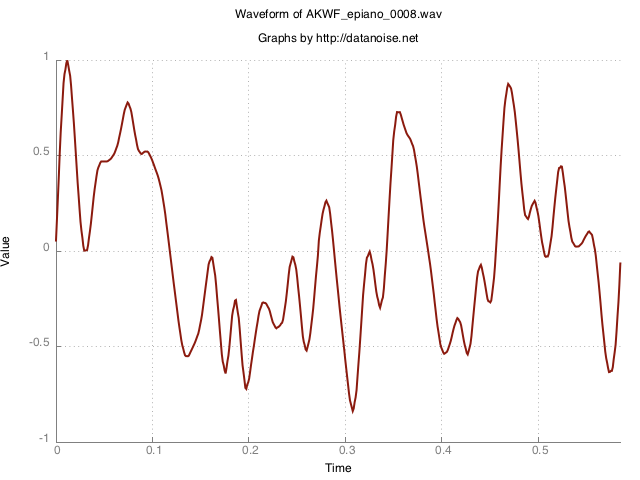 Waveform of AKWF_epiano_0008.wav
Graphs by http://datanoise.net
1
0.5
0
-0.5
-1
Value
0 0.1 0.2 0.3 0.4 0.5
Time